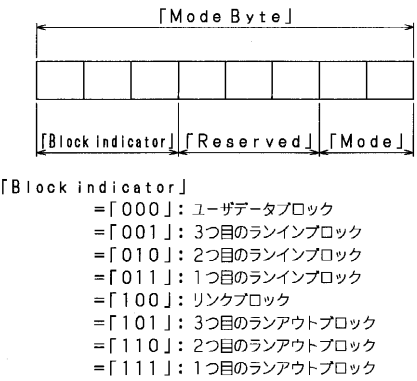 「Mode Byte」
「Block Indicator」「Reserved」「Mode」
「Block indicator」
=「000」: ユーザデータブロック
=「001」: 3つ目のランインブロック
=「010」: 2つ目のランインブロック
=「011」: 1つ目のランインブロック
=「100」: リンクブロック
=「101」: 3つ目のランアウトブロック
=「110」: 2つ目のランアウトブロック
=「111」: 1つ目のランアウトブロック